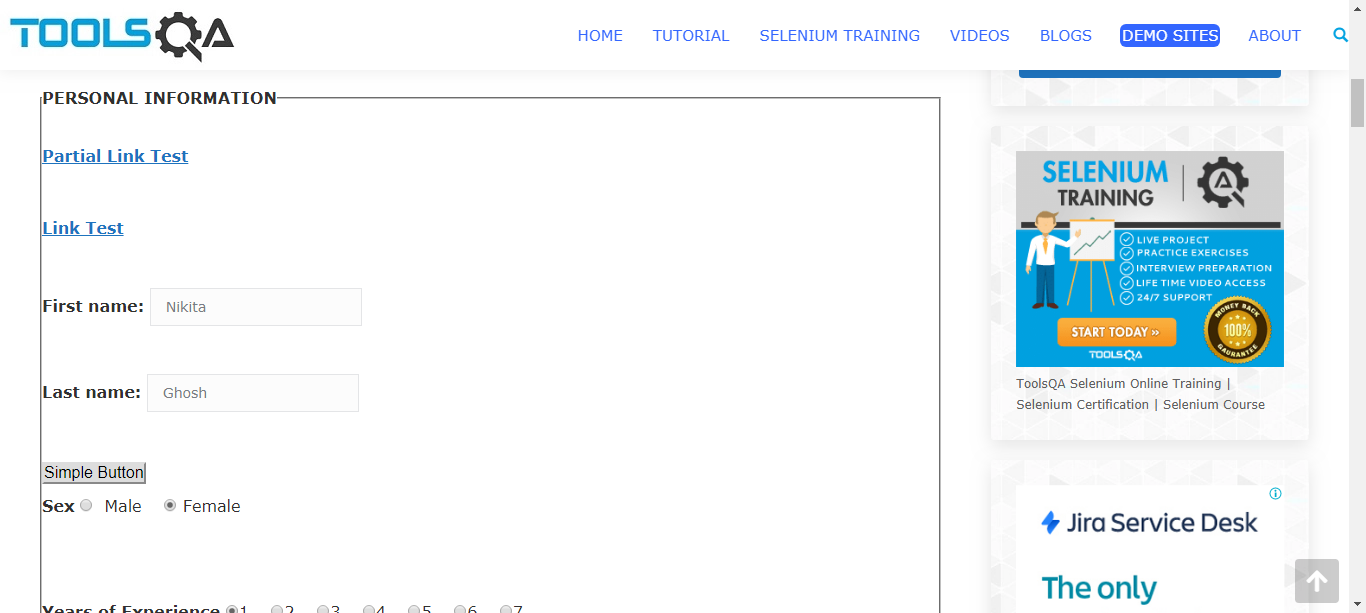 TOOLSQA
HOME TUTORIAL SELENIUM TRAINING VIDEOS BLOGS DEMO SITES ABOUT
PERSONAL INFORMATION
Partial Link Test
Link Test
First name: Nikita
Last name: Ghosh
Simple Button
Sex Male Female
Years of Experience 1 2 3 4 5 6 7
SELENIUM
TRAINING
LIVE PROJECT
PRACTICE EXERCISES
INTERVIEW PREPARATION
LIFE TIME VIDEO ACCESS
24/7 SUPPORT
START TODAY »
TOOLSQA
MONEY BACK
100%
GAURANTEE
ToolsQA Selenium Online Training |
Selenium Certification | Selenium Course
Jira Service Desk
The only